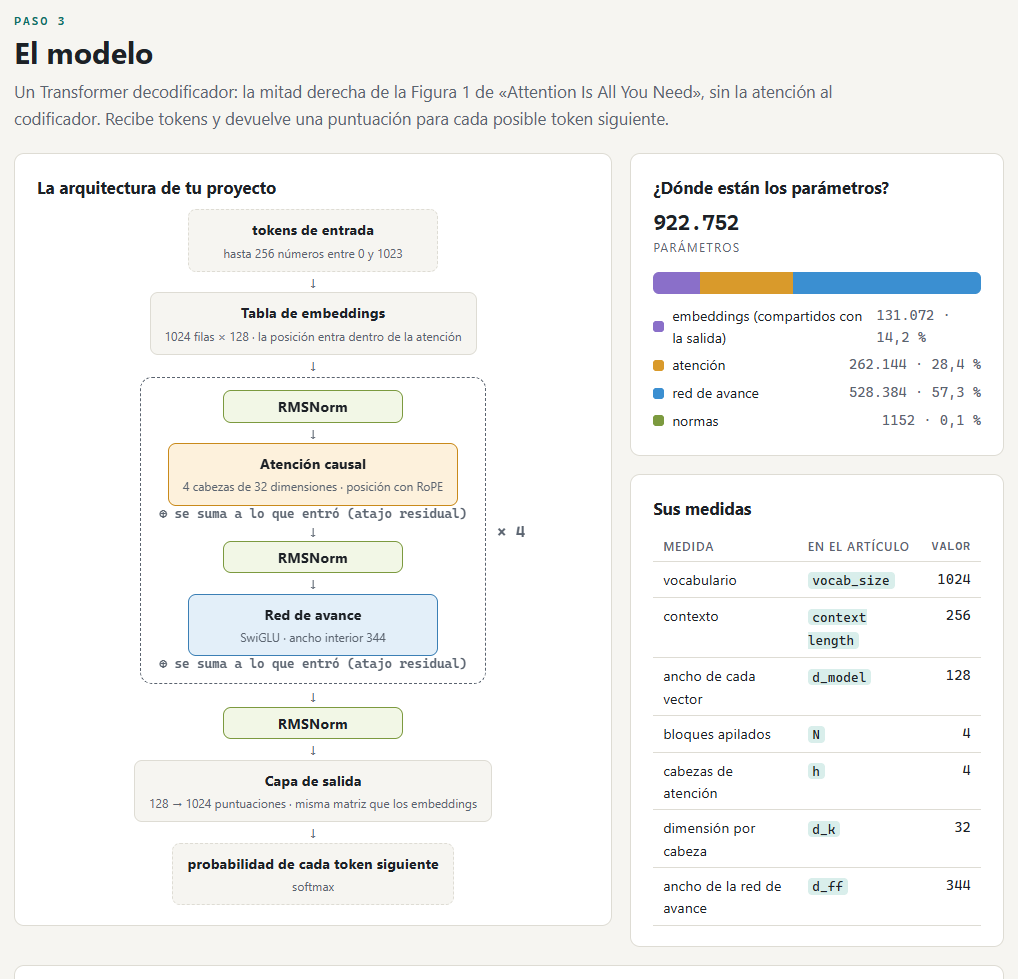 PASO 3
El modelo
Un Transformer decodificador: la mitad derecha de la Figura 1 de «Attention Is All You Need», sin la atención al
codificador. Recibe tokens y devuelve una puntuación para cada posible token siguiente.
La arquitectura de tu proyecto
tokens de entrada
hasta 256 números entre 0 y 1023
↓
Tabla de embeddings
1024 filas × 128 · la posición entra dentro de la atención
↓
RMSNorm
↓
Atención causal
4 cabezas de 32 dimensiones · posición con RoPE
⊕ se suma a lo que entró (atajo residual)
↓
RMSNorm
↓
Red de avance
SwiGLU · ancho interior 344
⊕ se suma a lo que entró (atajo residual)
× 4
↓
RMSNorm
↓
Capa de salida
128 → 1024 puntuaciones · misma matriz que los embeddings
↓
probabilidad de cada token siguiente
softmax
¿Dónde están los parámetros?
922.752
PARÁMETROS
embeddings (compartidos con 131.072 ·
la salida) 14,2 %
atención 262.144 · 28,4 %
red de avance 528.384 · 57,3 %
normas 1152 · 0,1 %
Sus medidas
MEDIDA EN EL ARTÍCULO VALOR
vocabulario vocab_size 1024
contexto context 256
length
ancho de cada d_model 128
vector
bloques apilados N 4
cabezas de h 4
atención
dimensión por d_k 32
cabeza
ancho de la red de d_ff 344
avance